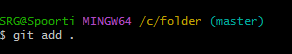 SRG@Spoorti MINGW64 /c/folder (master)
$ git add .